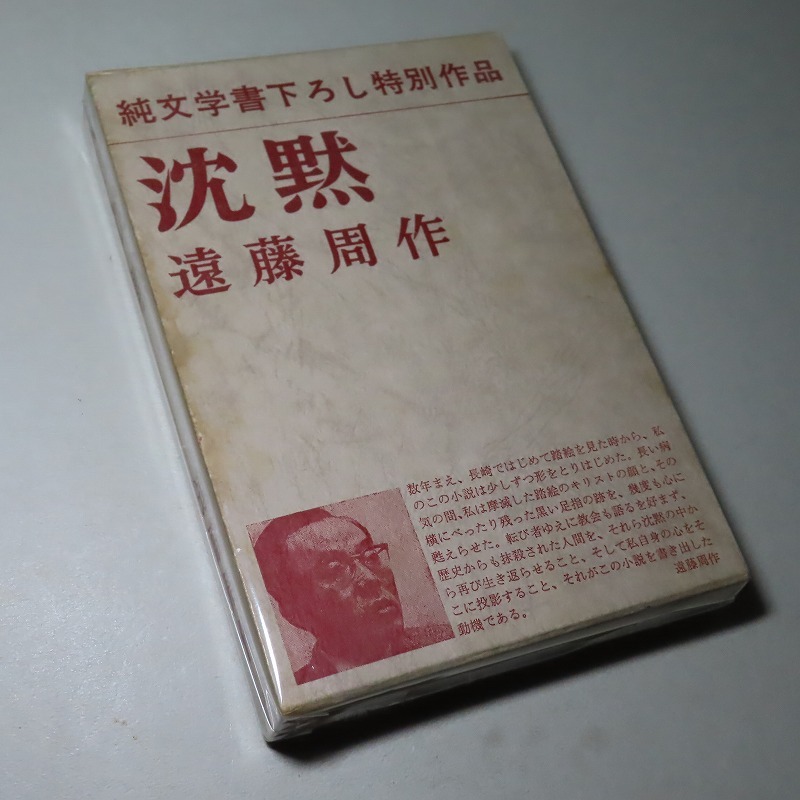 純文学書下ろし特別作品
沈黙
遠藤周作
数年まえ、長崎ではじめて踏絵を見た時から、私
のこの小説は少しずつ形をとりはじめた。長い病
気の間、私は摩滅した踏絵のキリストの顔と、その
横にべったり残った黒い足指の跡を、幾度も心に
甦えらせた。転び者ゆえに教会も語るを好まず、
歴史からも抹殺された人間を、それら沈黙の中か
ら再び生き返らせること、そして私自身の心をそ
こに投影すること、それがこの小説を書き出した
動機である。
遠藤周作